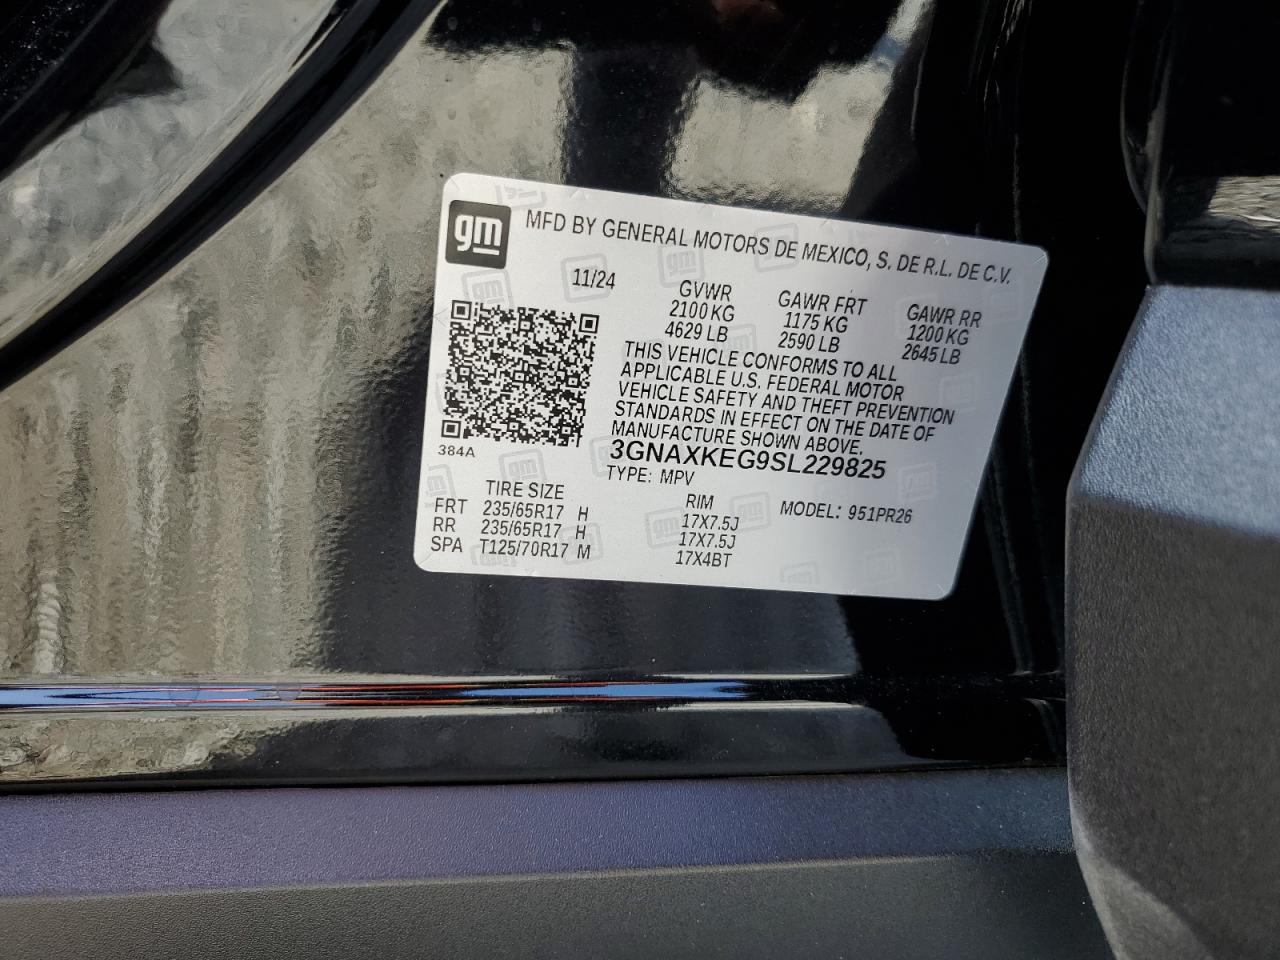 gm
MFD BY GENERAL MOTORS DE MEXICO, S. DE R.L. DE C.V.
11/24
GVWR GAWR FRT GAWR RR
2100 KG 1175 KG 1200 KG
4629 LB 2590 LB 2645 LB
THIS VEHICLE CONFORMS TO ALL
APPLICABLE U.S. FEDERAL MOTOR
VEHICLE SAFETY AND THEFT PREVENTION
STANDARDS IN EFFECT ON THE DATE OF
MANUFACTURE SHOWN ABOVE.
384A
3GNAXKEG9SL229825
TYPE: MPV
TIRE SIZE RIM MODEL: 951PR26
FRT 235/65R17 H 17X7.5J
RR 235/65R17 H 17X7.5J
SPA T125/70R17 M 17X4BT